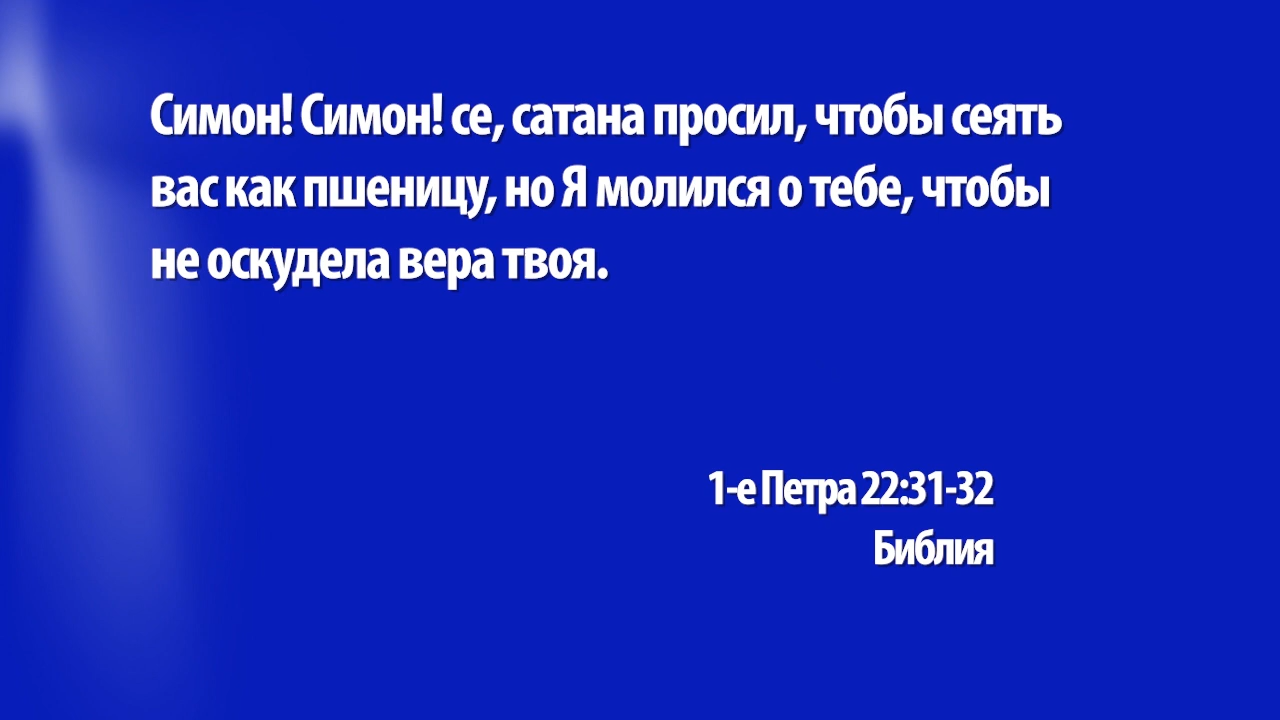 Симон! Симон! се, сатана просил, чтобы сеять
вас как пшеницу, но Я молился о тебе, чтобы
не оскудела вера твоя.
1-е Петра 22:31-32
Библия